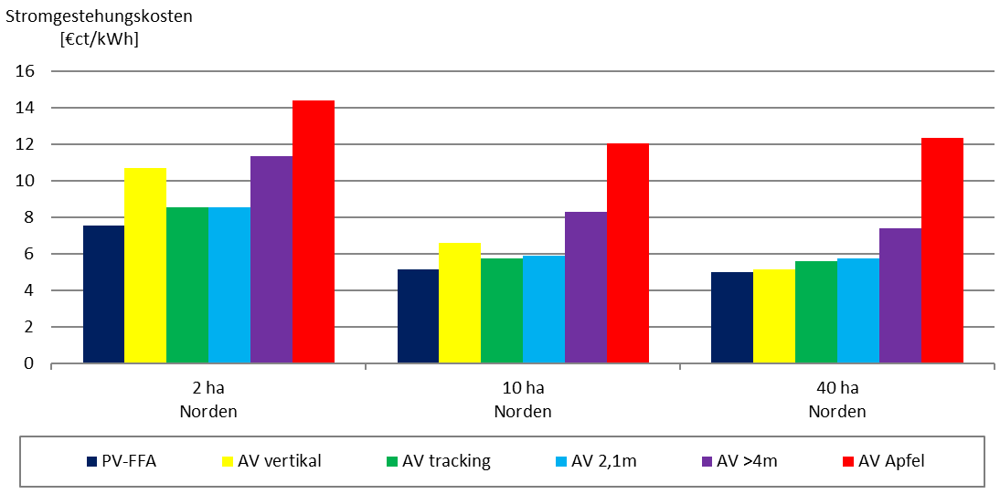 Stromgestehungskosten
[€ct/kWh]
16
14
12
10
8
6
4
2
0
2 ha 10 ha 40 ha
Norden Norden Norden
PV-FFA AV vertikal AV tracking AV 2,1m AV >4m AV Apfel